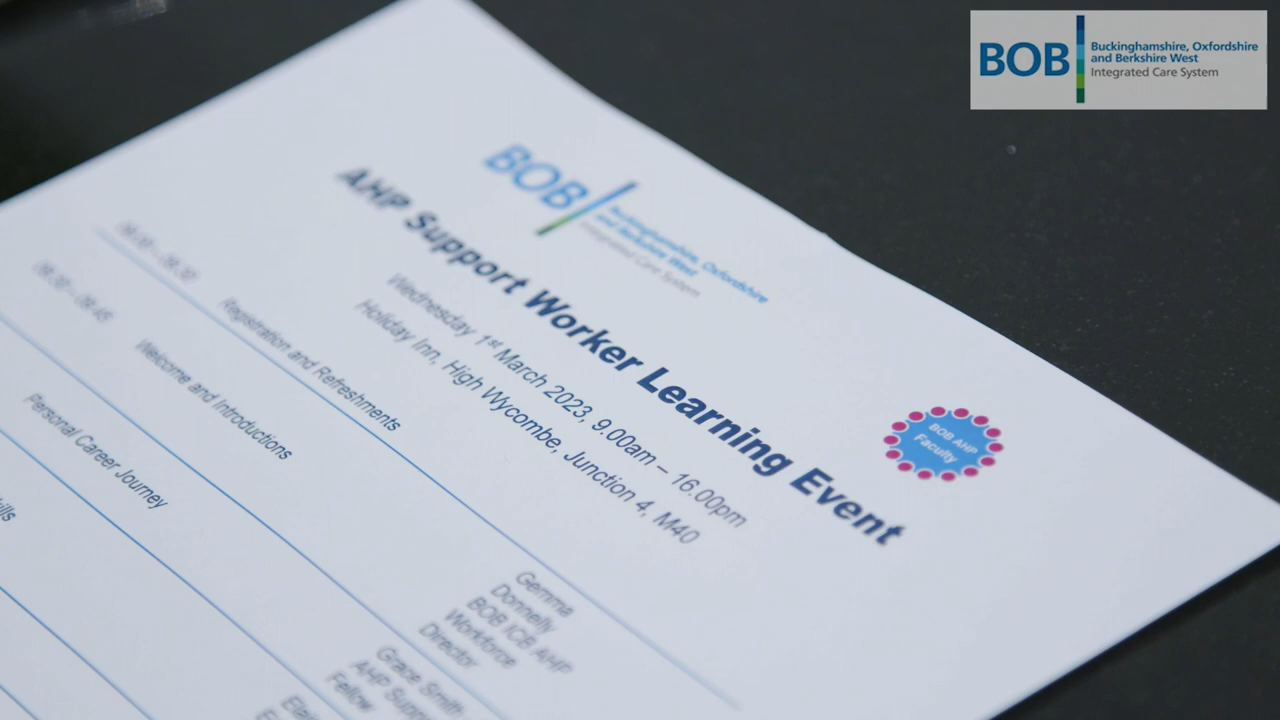 BOB
Buckinghamshire, Oxfordshire
and Berkshire West
Integrated Care System
BOB
Buckinghamshire, Oxfordshire
and Berkshire West
Integrated Care System
AHP Support Worker Learning Event
Wednesday 1st March 2023, 9.00am – 16.00pm
Holiday Inn, High Wycombe, Junction 4, M40
BOB AHP
Faculty
Registration and Refreshments
Welcome and Introductions
Gemma
Donnelly
BOB ICB AHP
Workforce
Director
Personal Career Journey
Grace Smith
AHP
Fellow